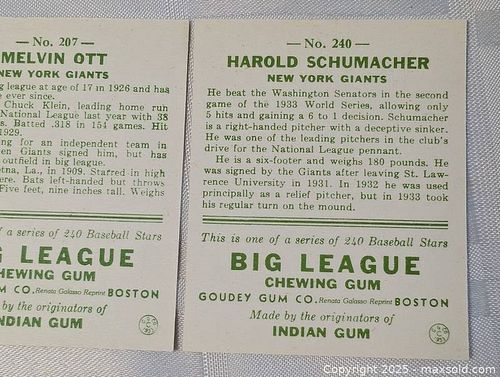 — No. 207 —
MELVIN OTT
NEW YORK GIANTS
g league at age of 17 in 1926 and has
e ever since.
Chuck Klein, leading home run
National League last year with 38
s. Batted .318 in 154 games. Hit
1929.
ing for an independent team in
en Giants signed him, but has
outfield in big league.
etna, La., in 1909. Starred in high
ere. Bats left-handed but throws
Five feet, nine inches tall. Weighs
f a series of 240 Baseball Stars
G LEAGUE
CHEWING GUM
M CO. Renata Galasso Reprint BOSTON
by the originators of
INDIAN GUM
— No. 240 —
HAROLD SCHUMACHER
NEW YORK GIANTS
He beat the Washington Senators in the second
game of the 1933 World Series, allowing only
5 hits and gaining a 6 to 1 decision. Schumacher
is a right-handed pitcher with a deceptive sinker.
He was one of the leading pitchers in the club's
drive for the National League pennant.
He is a six-footer and weighs 180 pounds. He
was signed by the Giants after leaving St. Law-
rence University in 1931. In 1932 he was used
principally as a relief pitcher, but in 1933 took
his regular turn on the mound.
This is one of a series of 240 Baseball Stars
BIG LEAGUE
CHEWING GUM
GOUDEY GUM CO. Renata Galasso Reprint BOSTON
Made by the originators of
INDIAN GUM
Copyright 2025 - maxsold.com